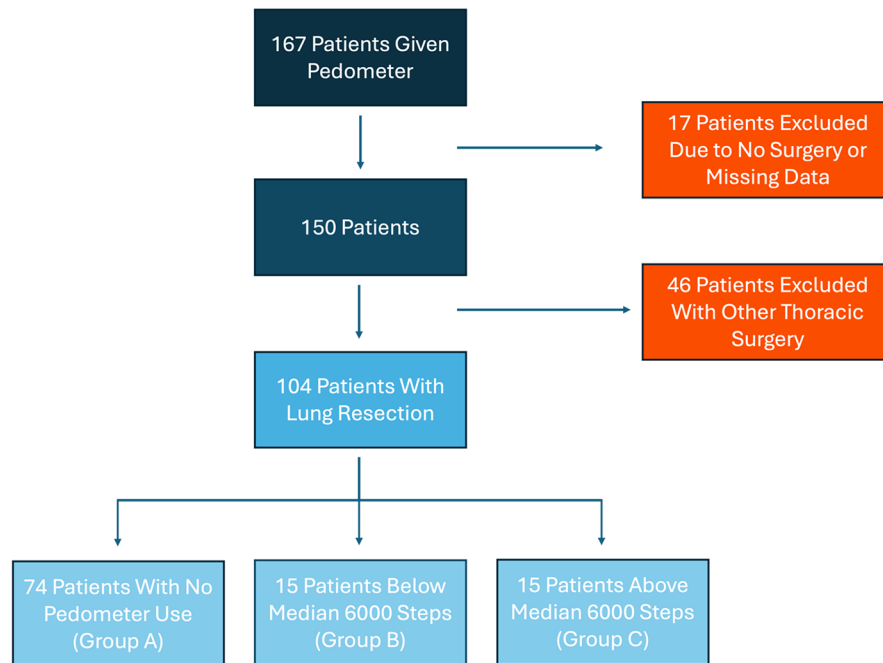 167 Patients Given
Pedometer
17 Patients Excluded
Due to No Surgery or
Missing Data
150 Patients
46 Patients Excluded
With Other Thoracic
Surgery
104 Patients With
Lung Resection
74 Patients With No
Pedometer Use
(Group A)
15 Patients Below
Median 6000 Steps
(Group B)
15 Patients Above
Median 6000 Steps
(Group C)